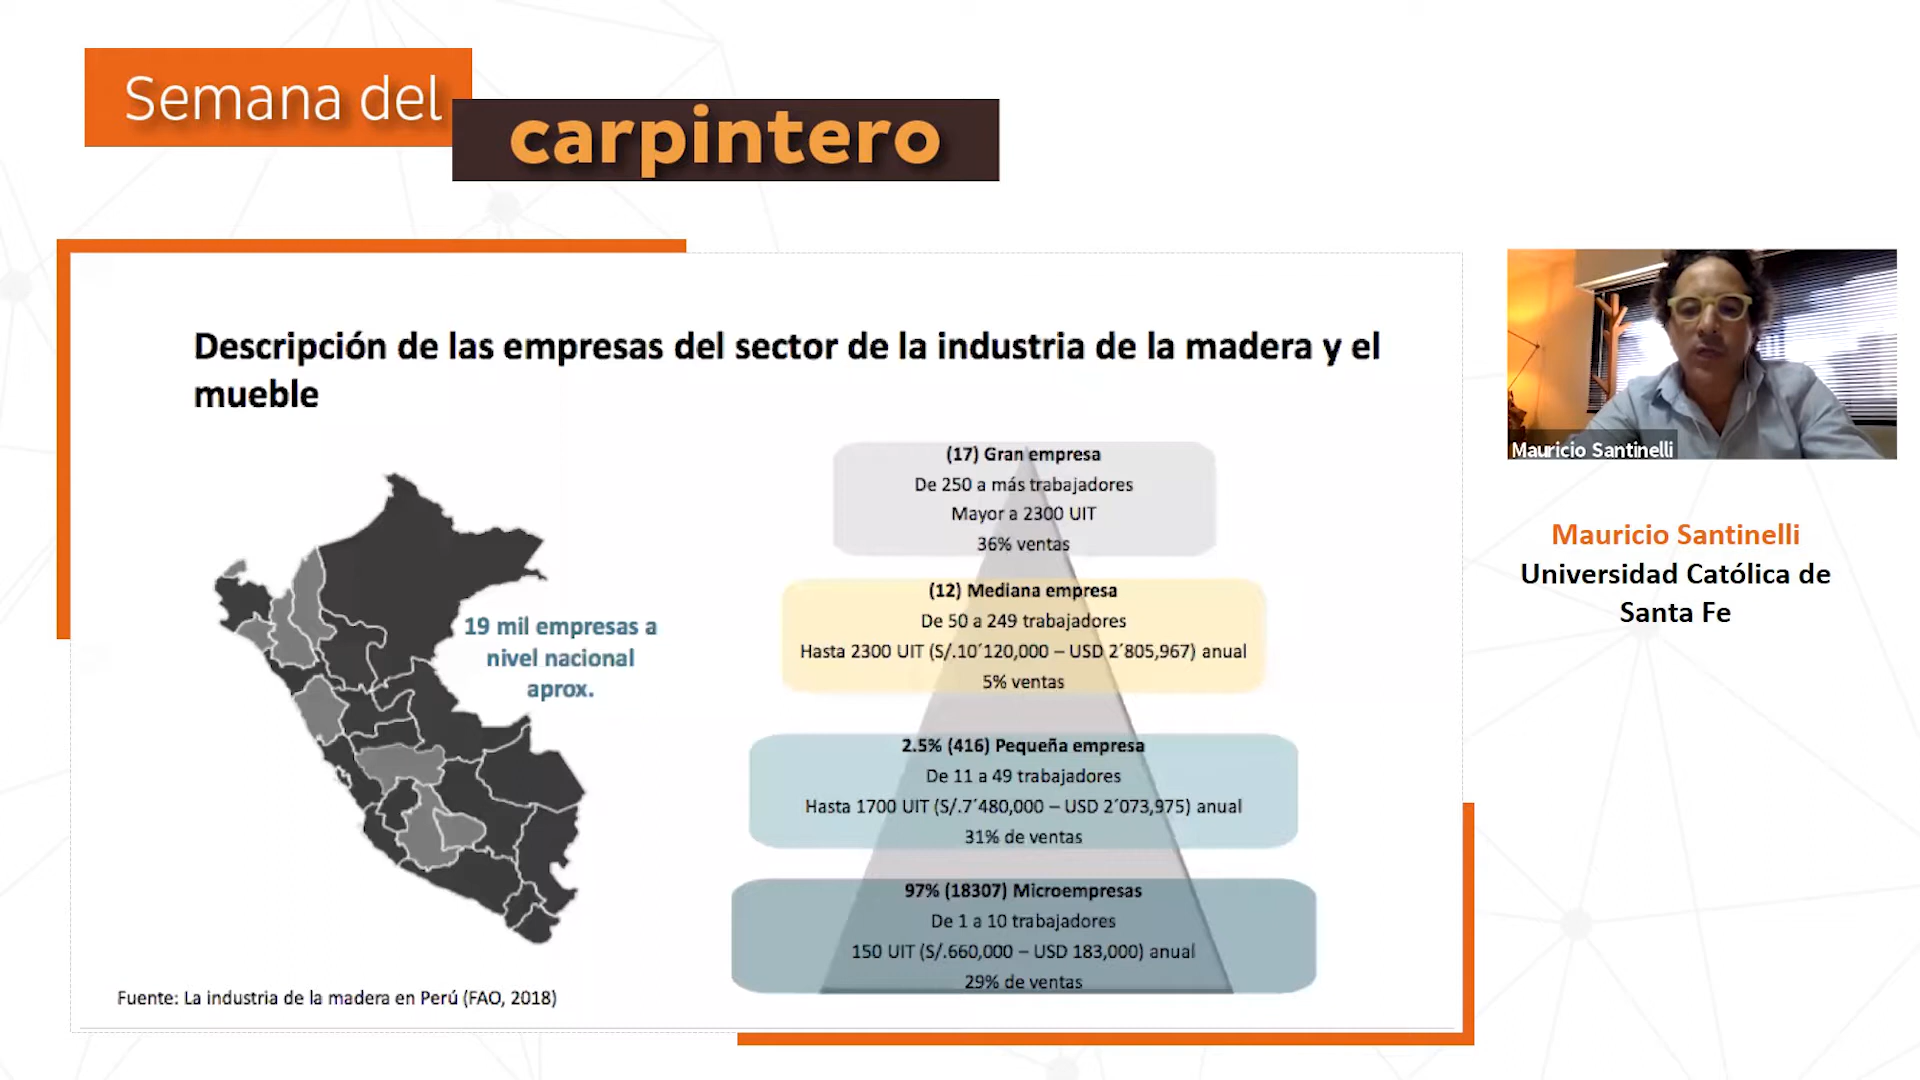 Semana del
carpintero
Descripción de las empresas del sector de la industria de la madera y el
mueble
19 mil empresas a
nivel nacional
aprox.
(17) Gran empresa
De 250 a más trabajadores
Mayor a 2300 UIT
36% ventas
(12) Mediana empresa
De 50 a 249 trabajadores
Hasta 2300 UIT (S/.10´120,000 – USD 2´805,967) anual
5% ventas
2.5% (416) Pequeña empresa
De 11 a 49 trabajadores
Hasta 1700 UIT (S/.7´480,000 – USD 2´073,975) anual
31% de ventas
97% (18307) Microempresas
De 1 a 10 trabajadores
150 UIT (S/.660,000 – USD 183,000) anual
29% de ventas
Fuente: La industria de la madera en Perú (FAO, 2018)
Mauricio Santinelli
Mauricio Santinelli
Universidad Católica de
Santa Fe